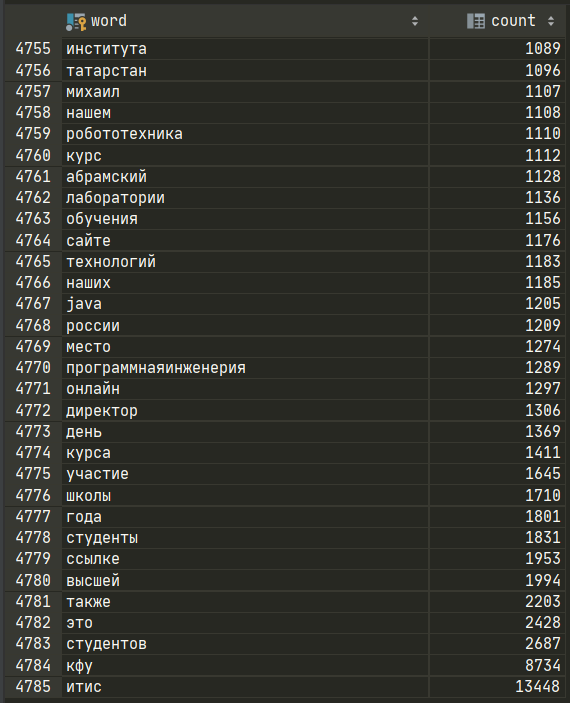 word count
4755 института 1089
4756 татарстан 1096
4757 михаил 1107
4758 нашем 1108
4759 робототехника 1110
4760 курс 1112
4761 абрамский 1128
4762 лаборатории 1136
4763 обучения 1156
4764 сайте 1176
4765 технологий 1183
4766 наших 1185
4767 java 1205
4768 россии 1209
4769 место 1274
4770 программнаяинженерия 1289
4771 онлайн 1297
4772 директор 1306
4773 день 1369
4774 курса 1411
4775 участие 1645
4776 школы 1710
4777 года 1801
4778 студенты 1831
4779 ссылке 1953
4780 высшей 1994
4781 также 2203
4782 это 2428
4783 студентов 2687
4784 кфу 8734
4785 итис 13448